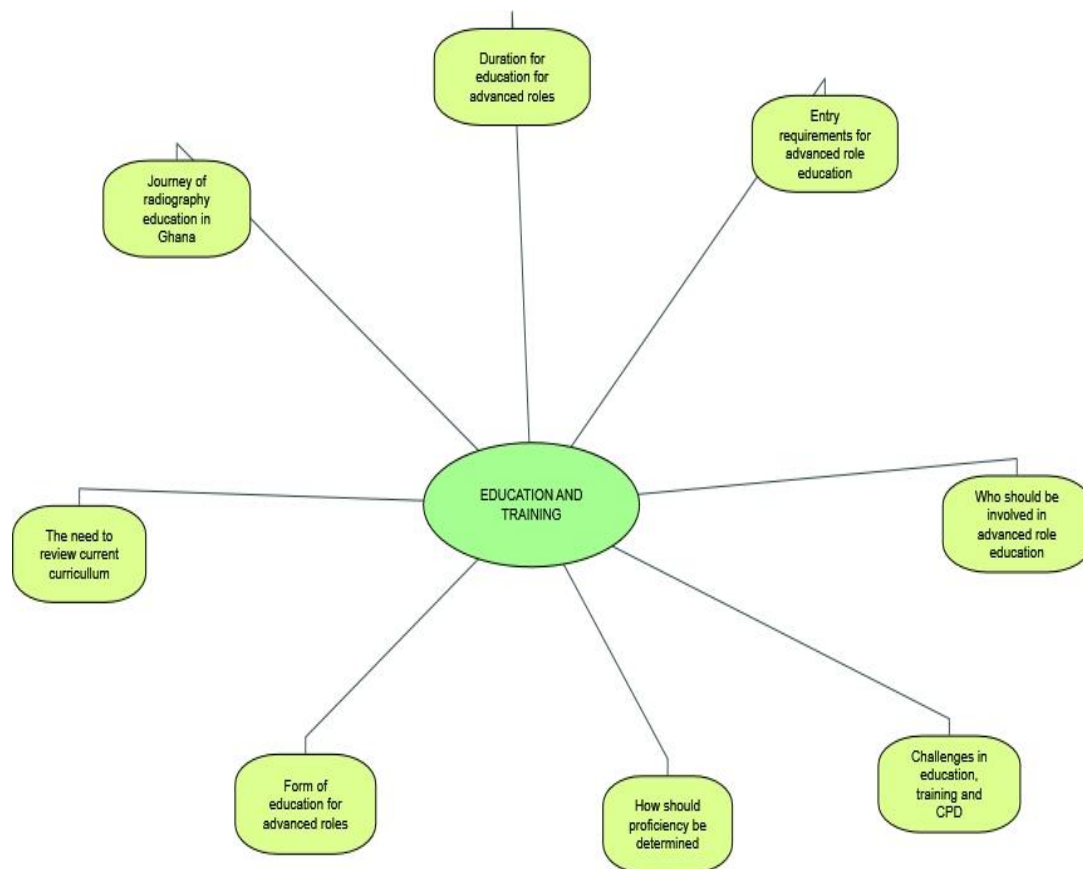 Duration for
education for
advanced roles
Entry
requirements for
advanced role
education
Journey of
radiography
education in
Ghana
EDUCATION AND
TRAINING
Who should be
involved in
advanced role
education
The need to
review current
curricullum
Form of
education for
advanced roles
How should
proficiency be
determined
Challenges in
education,
training and
CPD